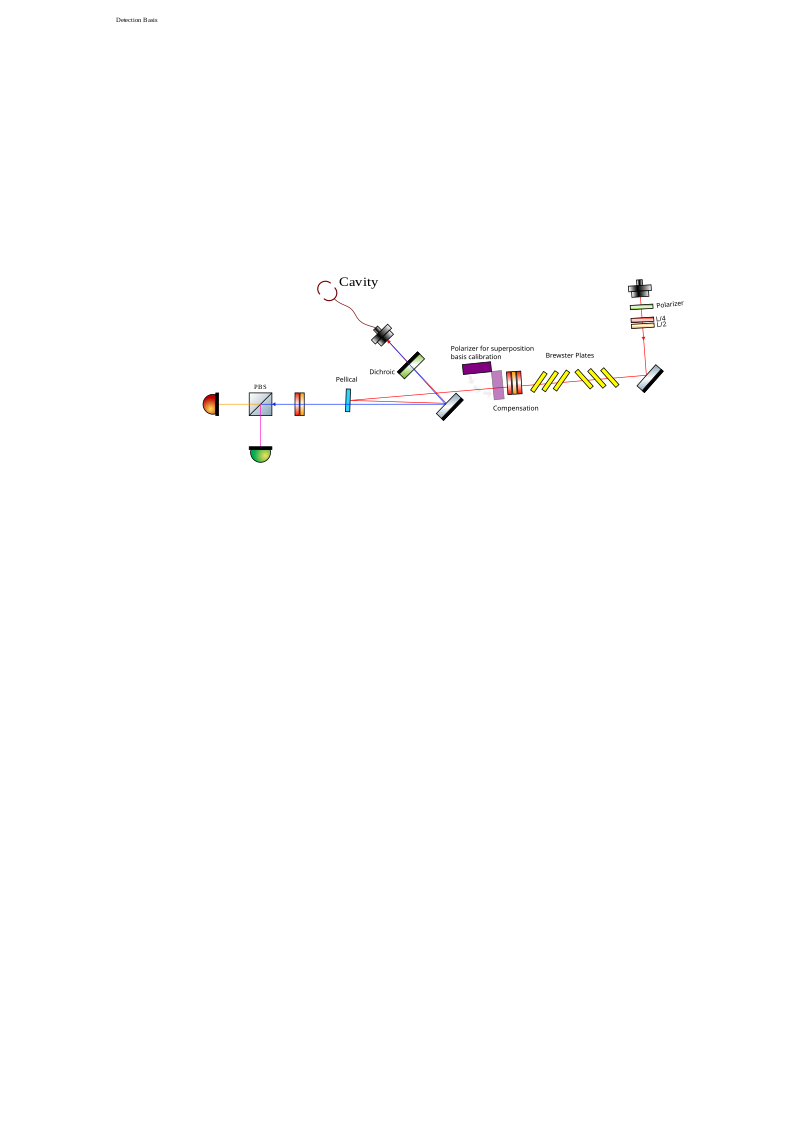 Detection Basis
Cavity
Polarizer
L/4
L/2
Polarizer for superposition
basis calibration
Brewster Plates
Dichroic
Pellical
PBS
Compensation